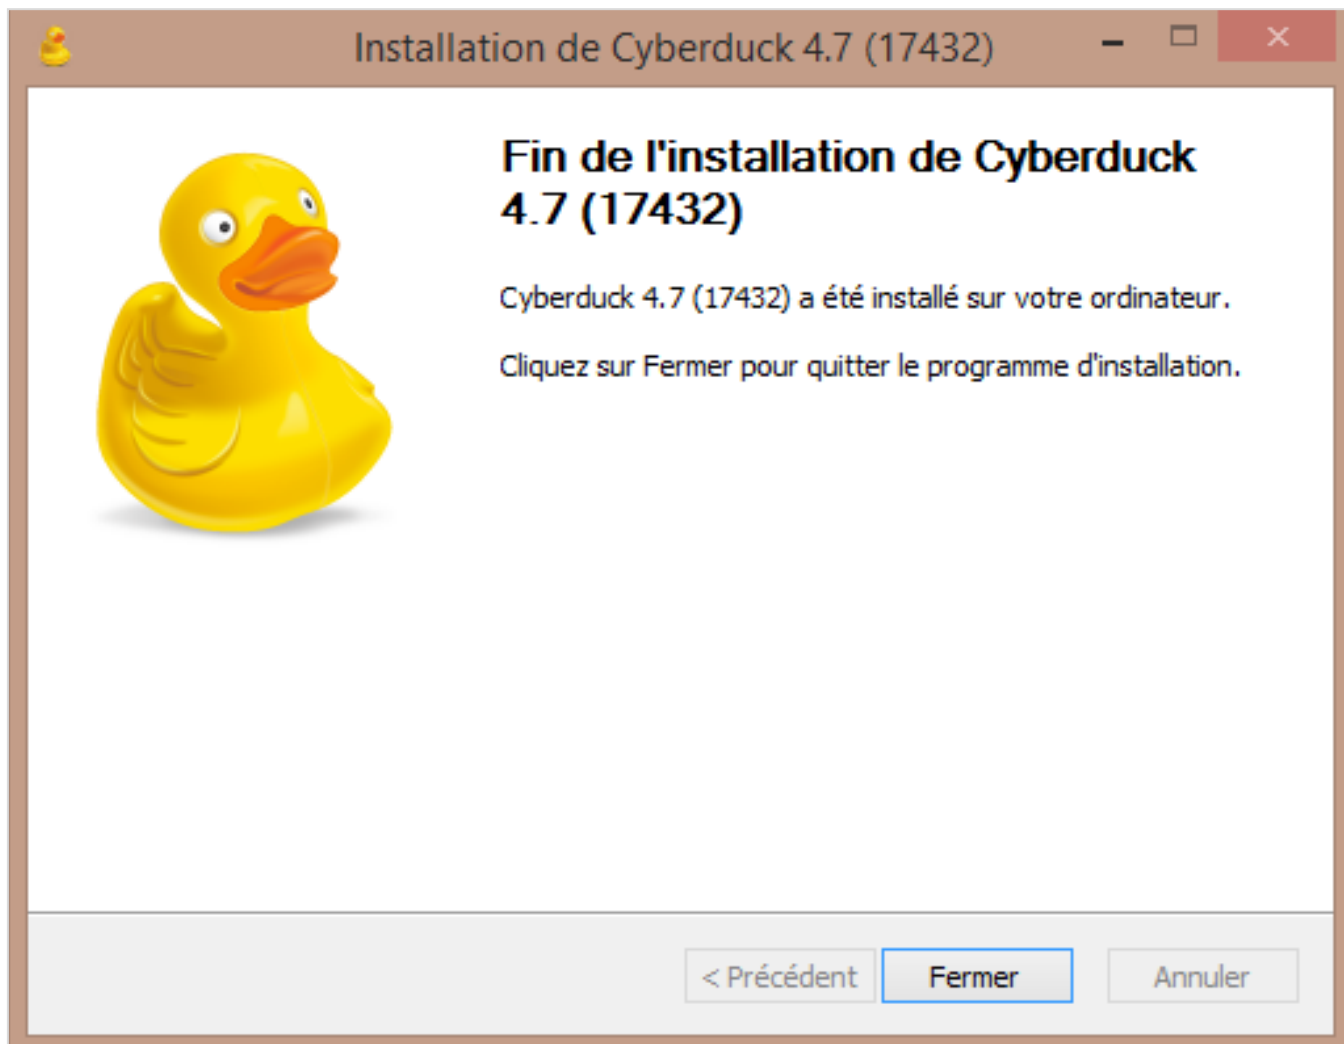 Installation de Cyberduck 4.7 (17432)
Fin de l'installation de Cyberduck
4.7 (17432)
Cyberduck 4.7 (17432) a été installé sur votre ordinateur.
Cliquez sur Fermer pour quitter le programme d'installation.
< Précédent
Fermer
Annuler